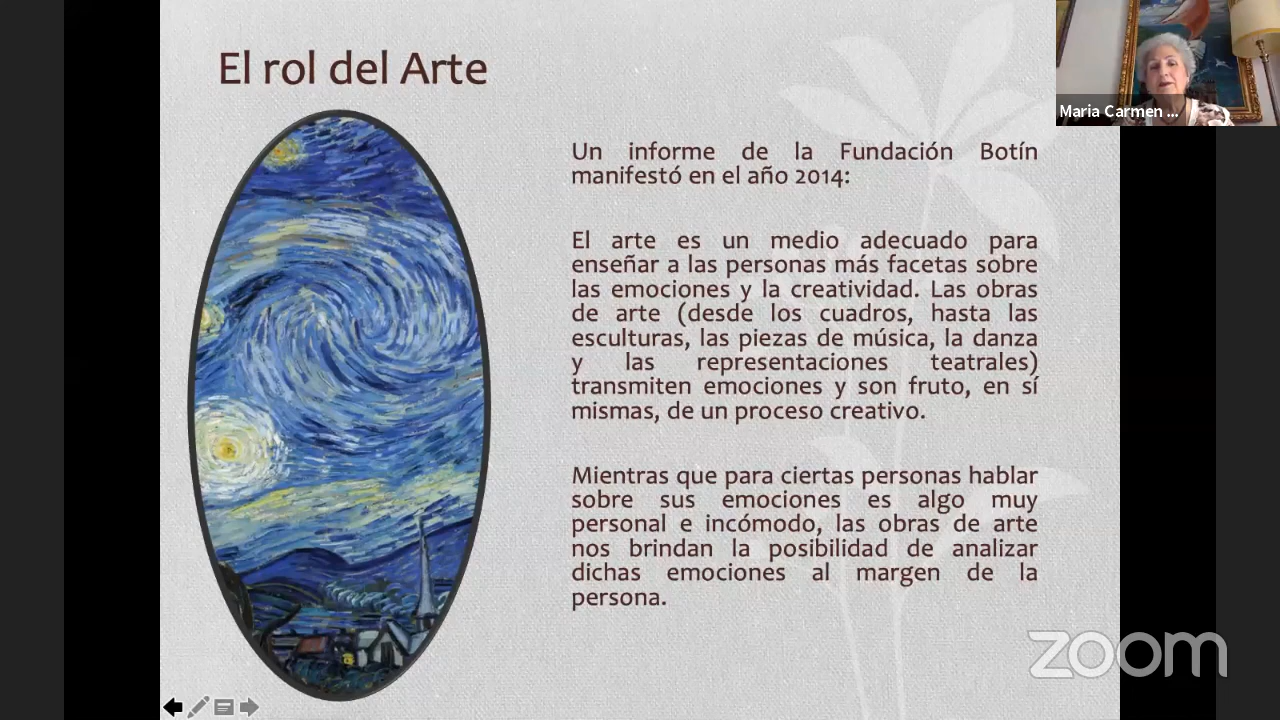 El rol del Arte
Maria Carmen ...
Un informe de la Fundación Botín
manifestó en el año 2014:
El arte es un medio adecuado para
enseñar a las personas más facetas sobre
las emociones y la creatividad. Las obras
de arte (desde los cuadros, hasta las
esculturas, las piezas de música, la danza
y las representaciones teatrales)
transmiten emociones y son fruto, en sí
mismas, de un proceso creativo.
Mientras que para ciertas personas hablar
sobre sus emociones es algo muy
personal e incómodo, las obras de arte
nos brindan la posibilidad de analizar
dichas emociones al margen de la
persona.
zoom